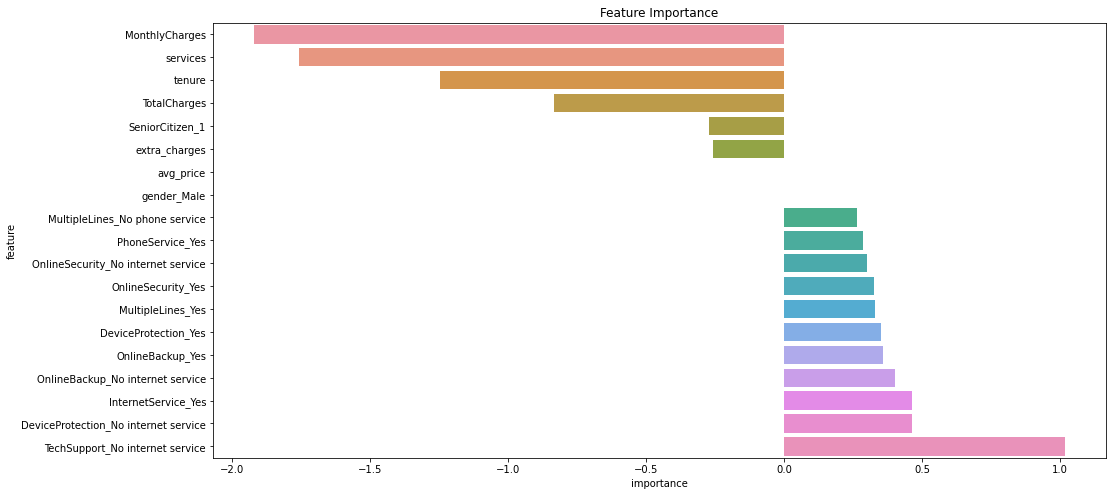 Feature Importance
MonthlyCharges
services
tenure
TotalCharges
SeniorCitizen_1
extra_charges
avg_price
gender_Male
MultipleLines_No phone service
PhoneService_Yes
OnlineSecurity_No internet service
OnlineSecurity_Yes
MultipleLines_Yes
DeviceProtection_Yes
OnlineBackup_Yes
OnlineBackup_No internet service
InternetService_Yes
DeviceProtection_No internet service
TechSupport_No internet service
feature
−2.0 −1.5 −1.0 −0.5 0.0 0.5 1.0
importance